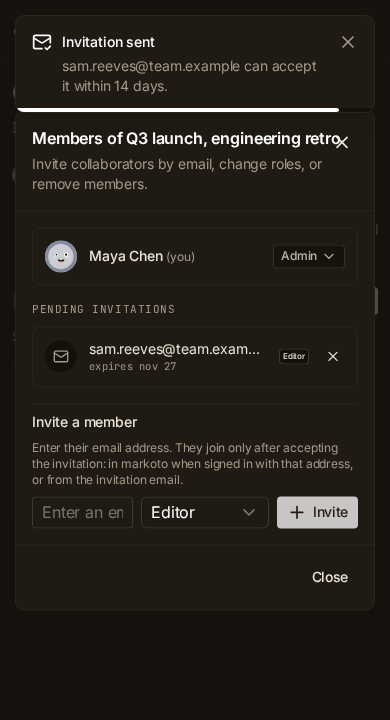 Invitation sent
sam.reeves@team.example can accept
it within 14 days.
Members of Q3 launch, engineering retro
Invite collaborators by email, change roles, or
remove members.
Maya Chen (you)
Admin
PENDING INVITATIONS
sam.reeves@team.exam...
expires nov 27
Editor
Invite a member
Enter their email address. They join only after accepting
the invitation: in markoto when signed in with that address,
or from the invitation email.
Enter an en
Editor
Invite
Close